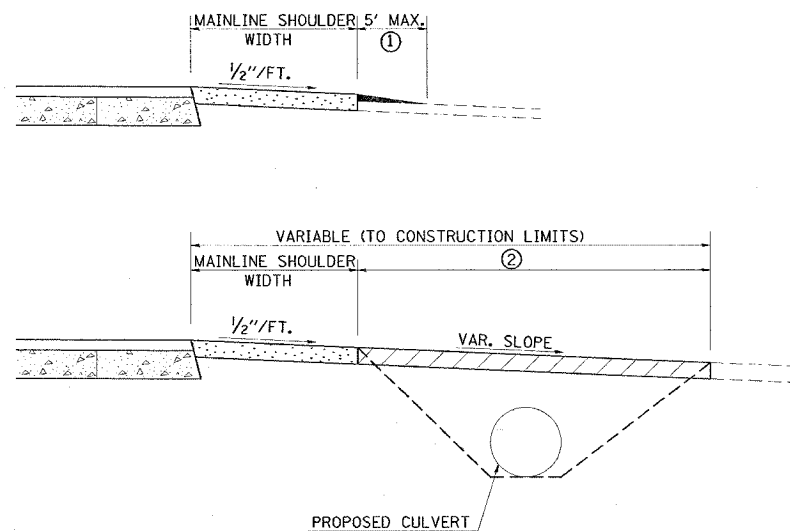 MAINLINE SHOULDER 5' MAX.
WIDTH ①
1/2"/FT.
VARIABLE (TO CONSTRUCTION LIMITS)
MAINLINE SHOULDER ②
WIDTH
1/2"/FT.
VAR. SLOPE
PROPOSED CULVERT